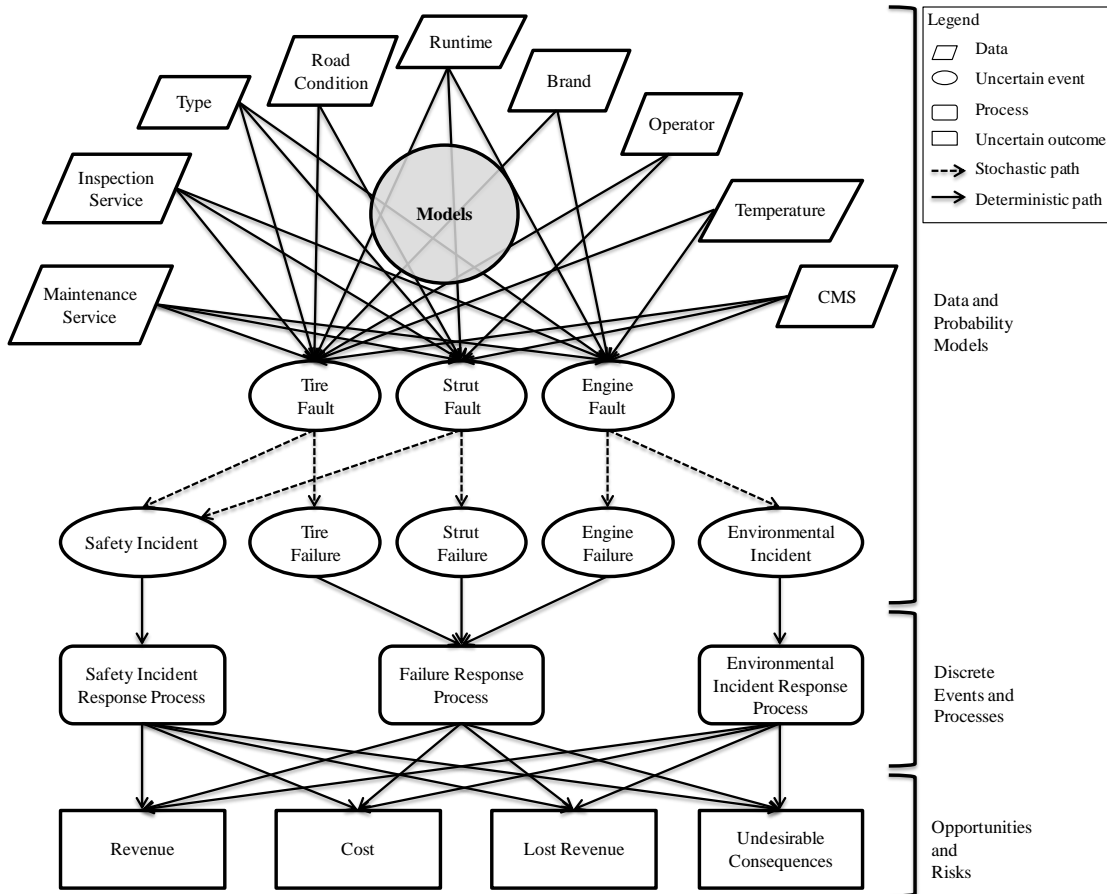 Runtime
Road
Condition
Brand
Type
Operator
Inspection
Service
Models
Temperature
Maintenance
Service
CMS
Tire
Fault
Strut
Fault
Engine
Fault
Safety Incident
Tire
Failure
Strut
Failure
Engine
Failure
Environmental
Incident
Safety Incident
Response Process
Failure Response
Process
Environmental
Incident Response
Process
Revenue
Cost
Lost Revenue
Undesirable
Consequences
Legend
Data
Uncertain event
Process
Uncertain outcome
Stochastic path
Deterministic path
Data and
Probability
Models
Discrete
Events and
Processes
Opportunities
and
Risks